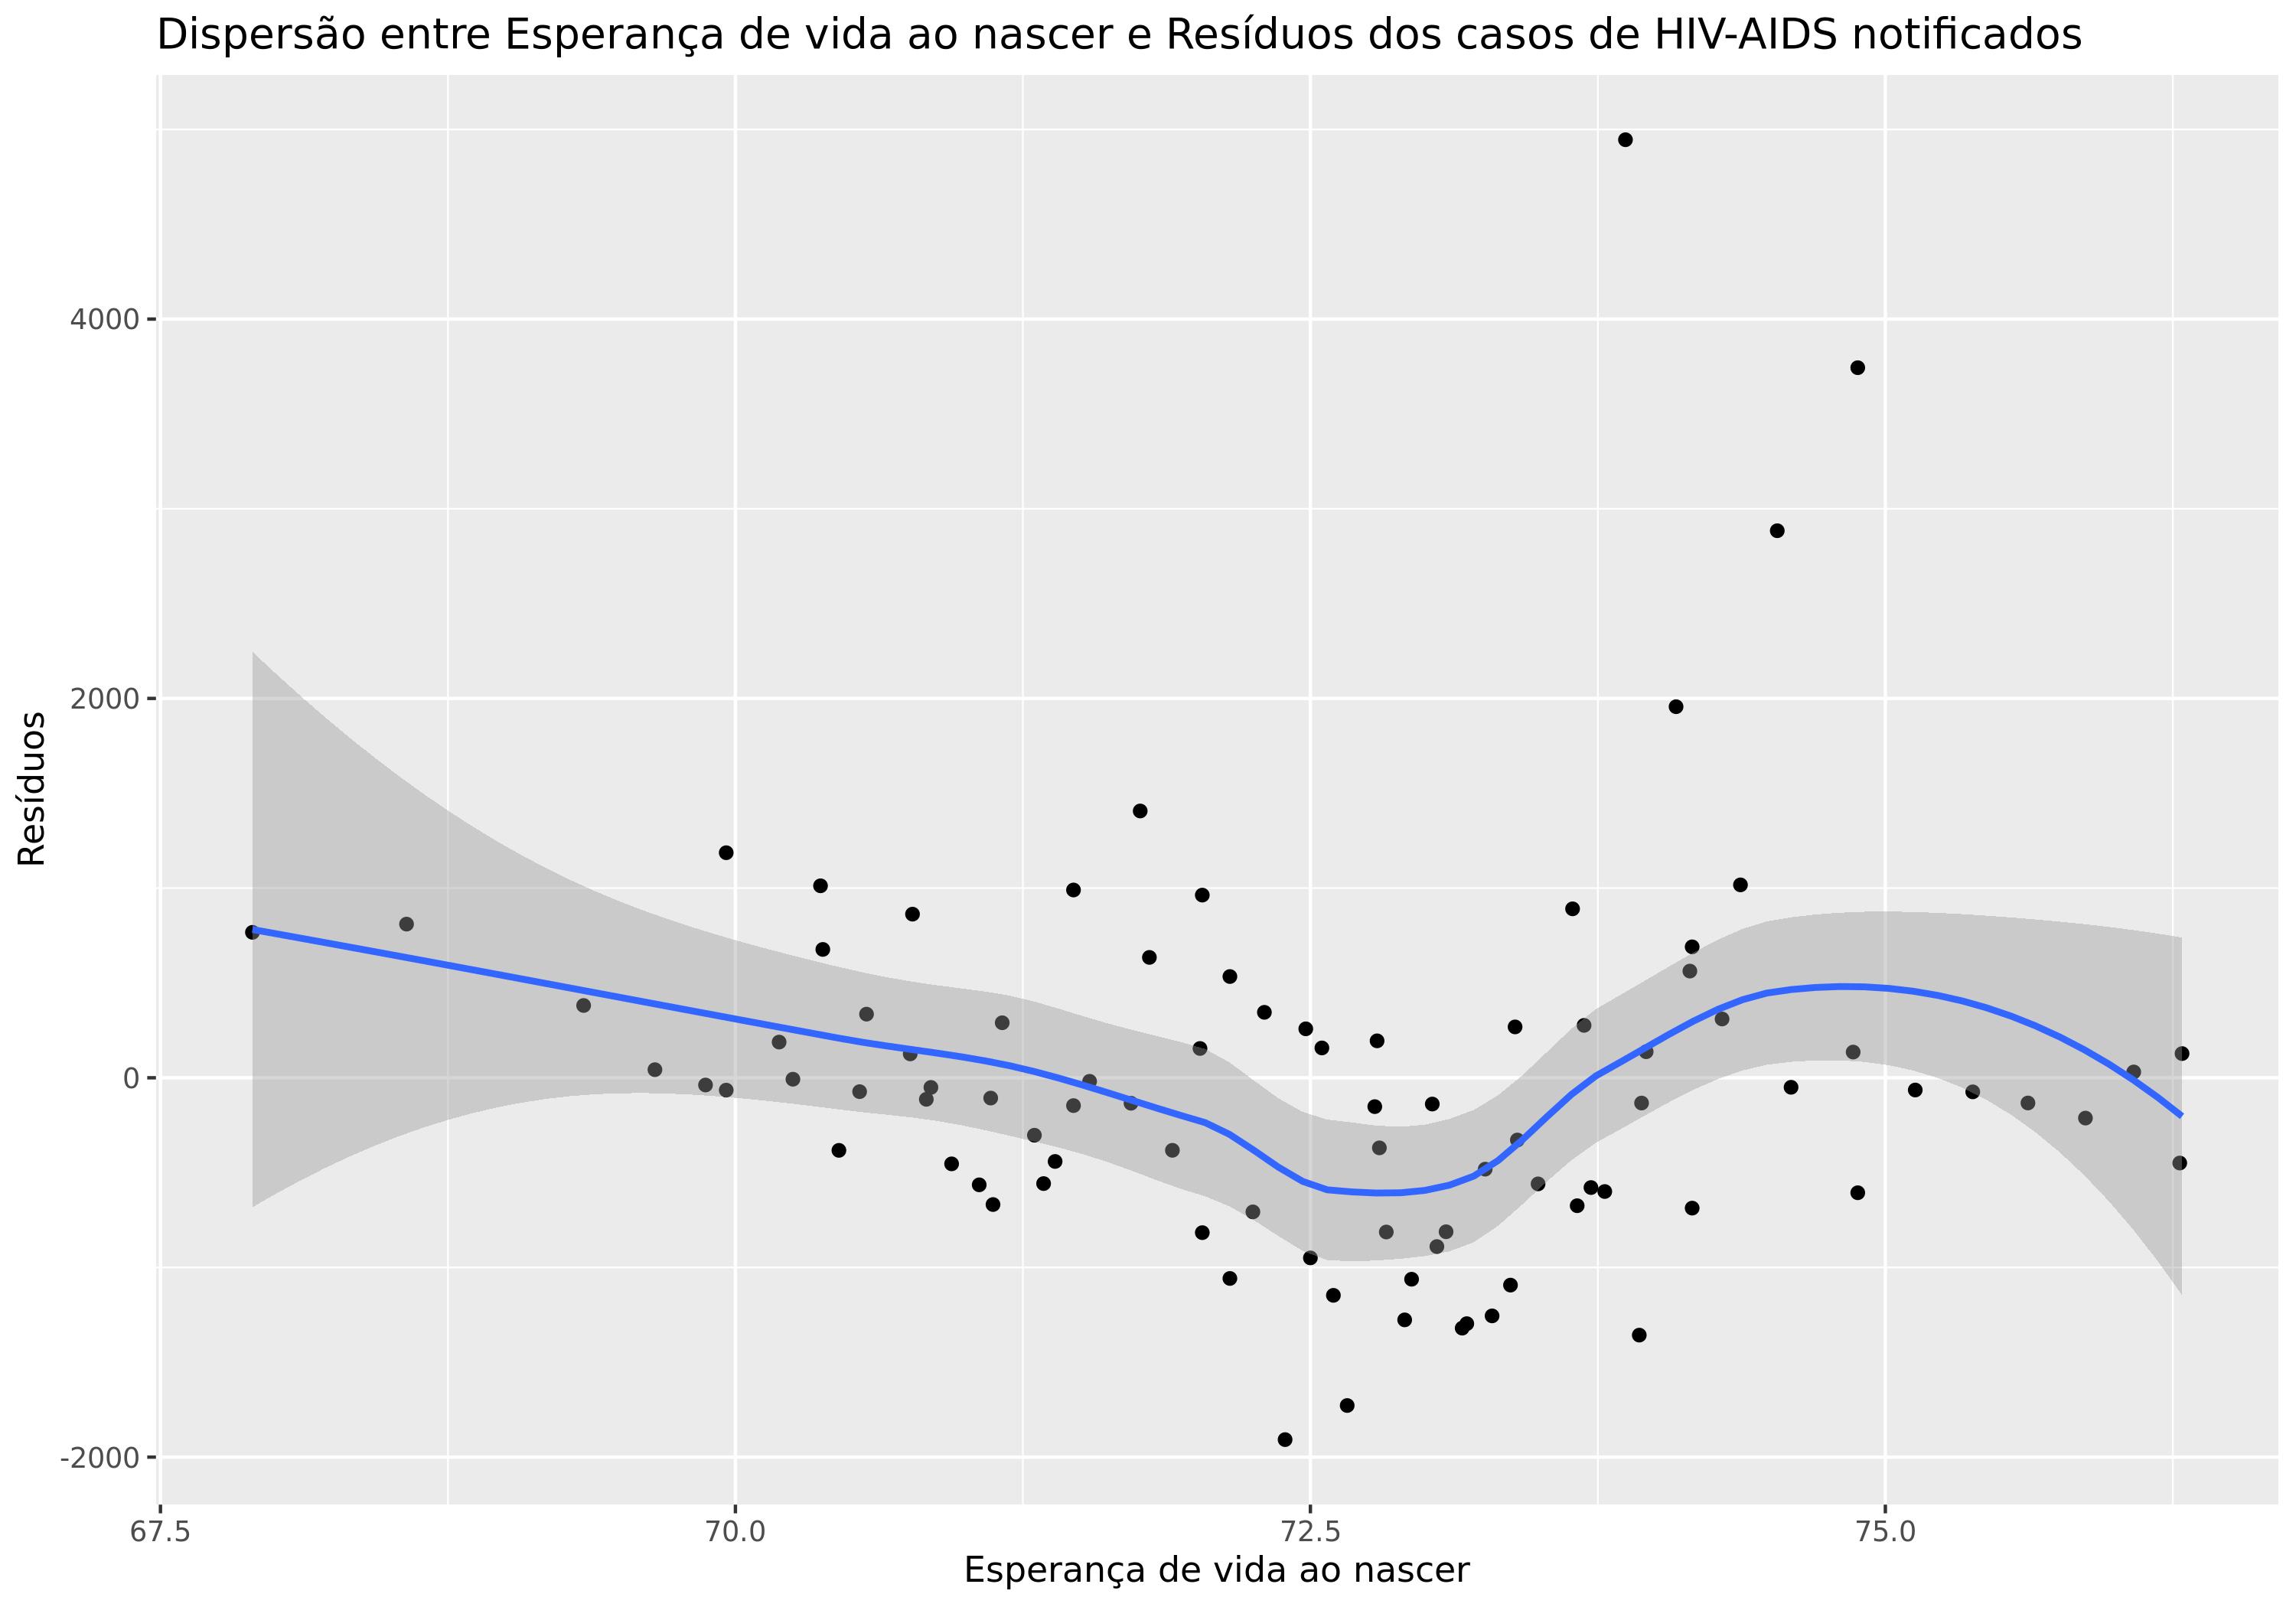 Dispersão entre Esperança de vida ao nascer e Resíduos dos casos de HIV-AIDS notificados
Resíduos
4000
2000
0
-2000
67.5
70.0
72.5
75.0
Esperança de vida ao nascer